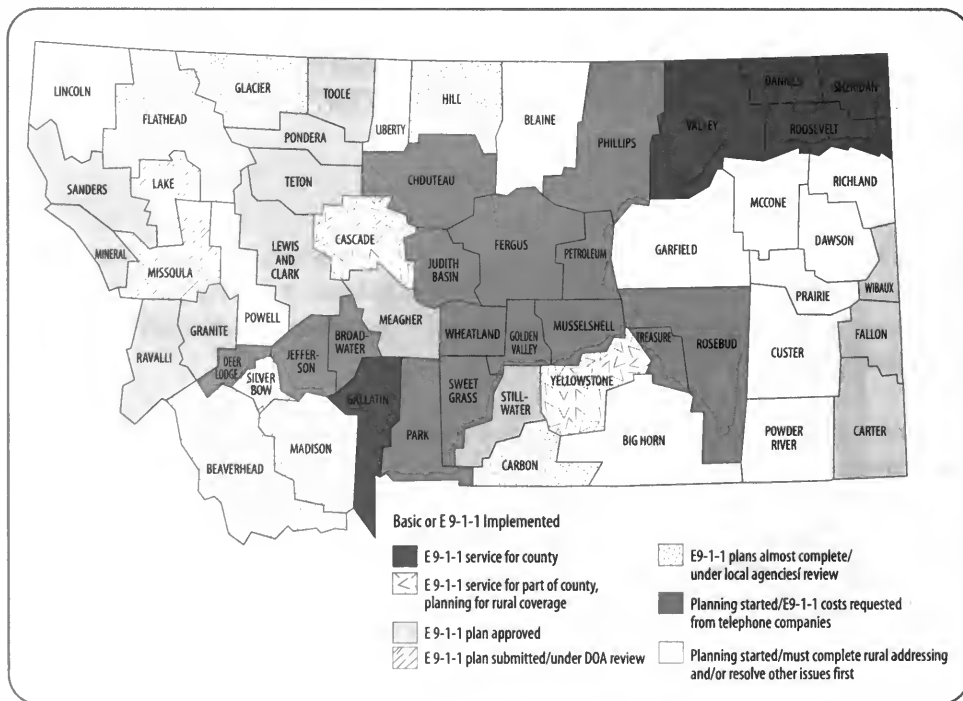 LINCOLN
FLATHEAD
GLACIER
TOOLE
LIBERTY
HILL
BLAINE
PHILLIPS
VALLEY
DANIELS
SHERIDAN
ROOSEVELT
PONDERA
TETON
CHOUTEAU
SANDERS
LAKE
MINERAL
MISSOULA
LEWIS
AND
CLARK
CASCADE
JUDITH
BASIN
FERGUS
PETROLEUM
GARFIELD
MCCONE
RICHLAND
DAWSON
WIBAUX
PRAIRIE
FALLON
POWELL
GRANITE
RAVALLI
DEER
LODGE
SILVER
BOW
JEFFER-
SON
BROAD-
WATER
MEAGHER
WHEATLAND
GOLDEN
VALLEY
MUSSELSHELL
TREASURE
ROSEBUD
CUSTER
GALLATIN
PARK
SWEET
GRASS
STILL-
WATER
YELLOWSTONE
BIG HORN
POWDER
RIVER
CARTER
BEAVERHEAD
MADISON
CARBON
Basic or E 9-1-1 Implemented
E 9-1-1 service for county
E 9-1-1 service for part of county,
planning for rural coverage
E 9-1-1 plan approved
E 9-1-1 plan submitted/under DOA review
E9-1-1 plans almost complete/
under local agenciesí review
Planning started/E9-1-1 costs requested
from telephone companies
Planning started/must complete rural addressing
and/or resolve other issues first